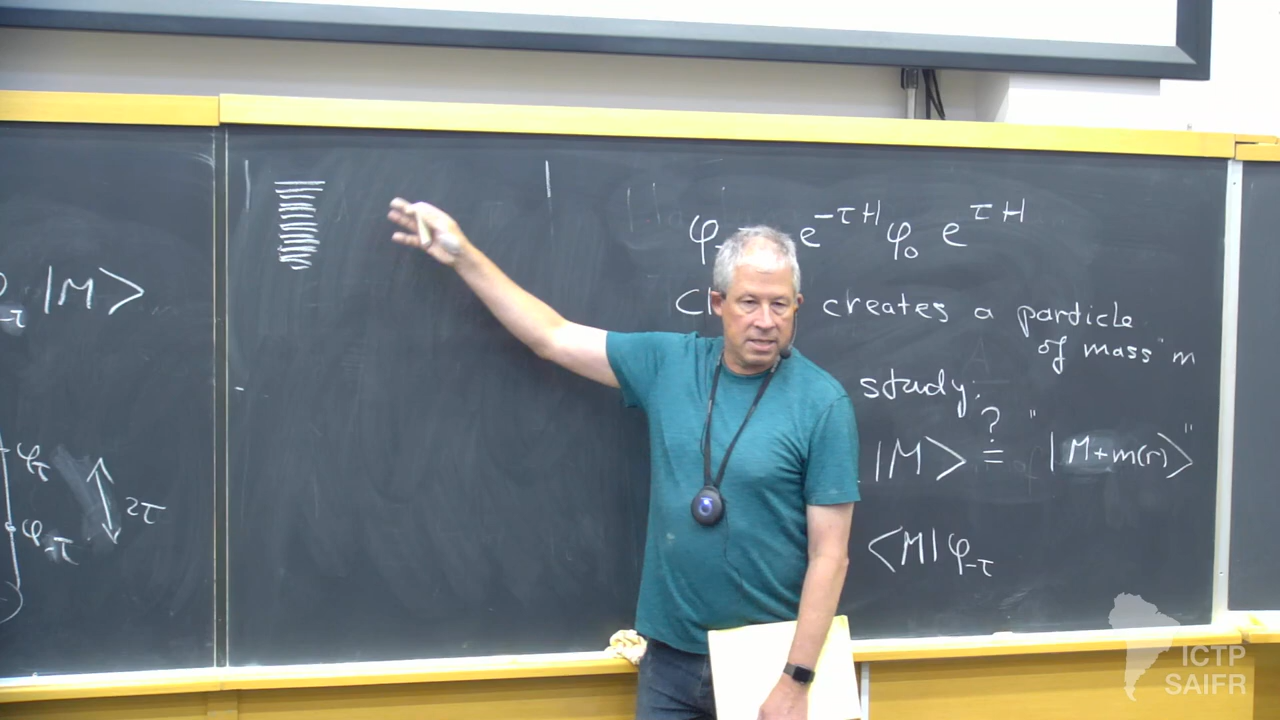 |M>
φτ
2τ
φ-τ
e^{-τH} φ₀ e^{τH}
creates a particle
of mass "m
study:
|M> ≟ "|M+m(r)>"
<M|φ-τ
ICTP
SAIFR